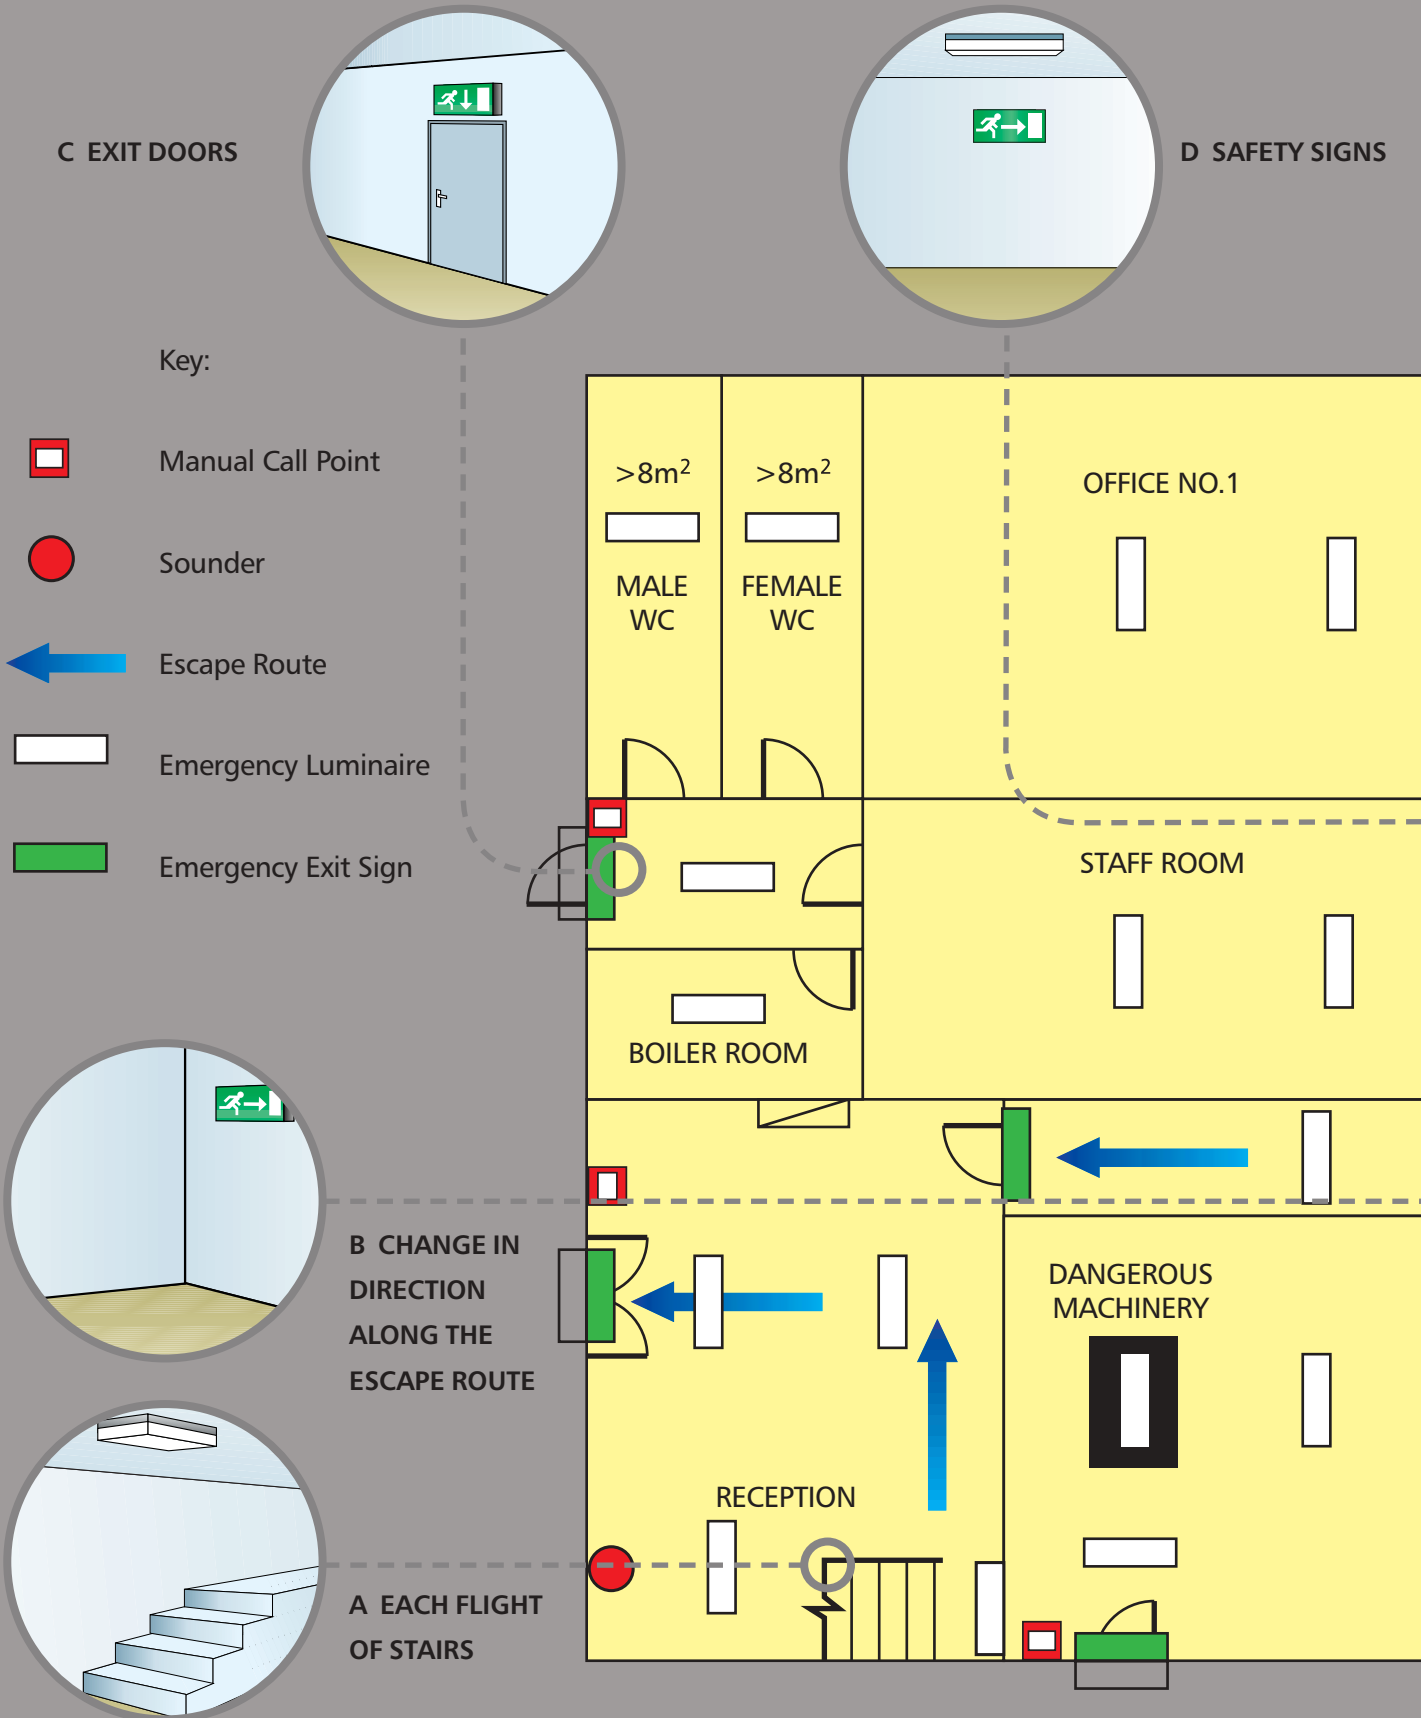 C EXIT DOORS
D SAFETY SIGNS
Key:
Manual Call Point
Sounder
Escape Route
Emergency Luminaire
Emergency Exit Sign
>8m²
>8m²
MALE
WC
FEMALE
WC
OFFICE NO.1
STAFF ROOM
BOILER ROOM
B CHANGE IN
DIRECTION
ALONG THE
ESCAPE ROUTE
DANGEROUS
MACHINERY
RECEPTION
A EACH FLIGHT
OF STAIRS